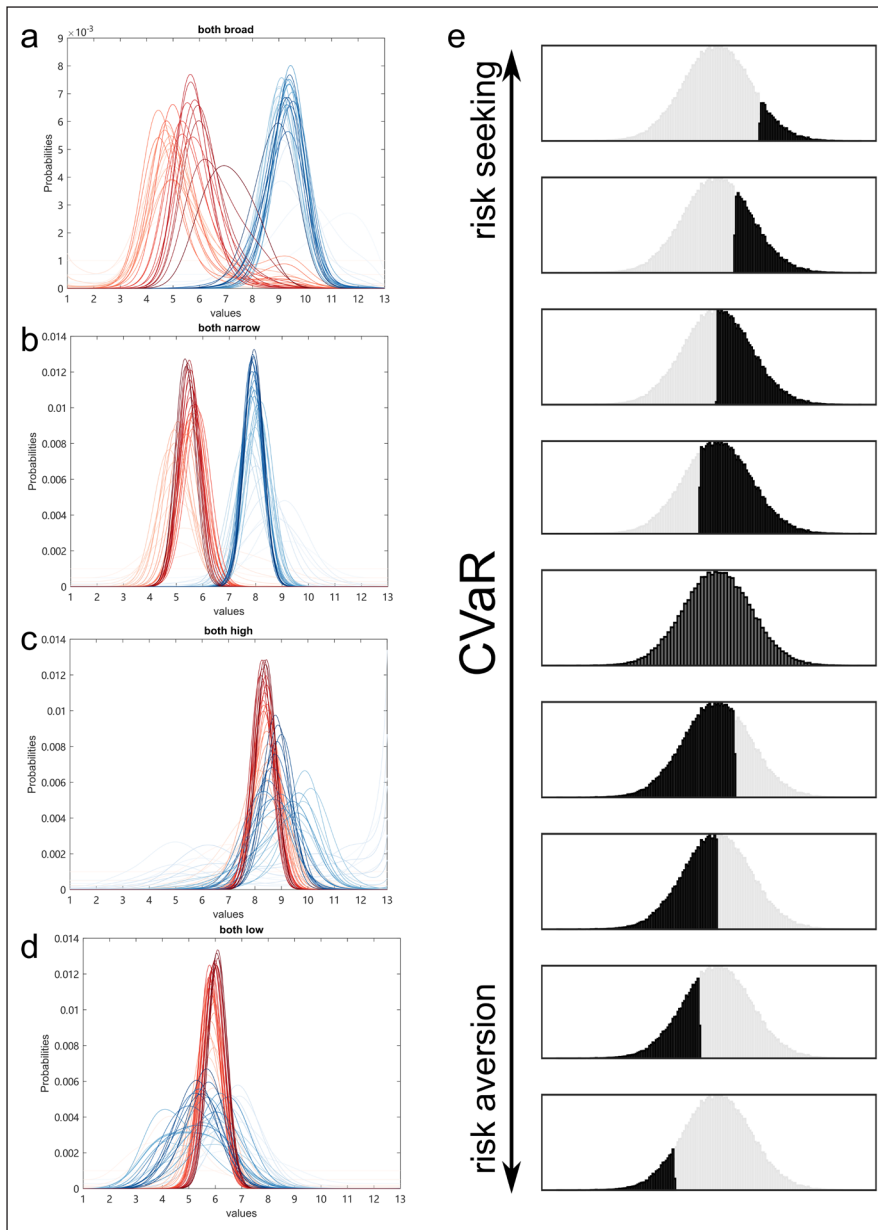 a
both broad
×10⁻³
9
8
7
6
5
4
3
2
1
0
Probabilities
1 2 3 4 5 6 7 8 9 10 11 12 13
values
b
both narrow
0.014
0.012
0.01
0.008
0.006
0.004
0.002
0
Probabilities
1 2 3 4 5 6 7 8 9 10 11 12 13
values
c
both high
0.014
0.012
0.01
0.008
0.006
0.004
0.002
0
Probabilities
1 2 3 4 5 6 7 8 9 10 11 12 13
values
d
both low
0.014
0.012
0.01
0.008
0.006
0.004
0.002
0
Probabilities
1 2 3 4 5 6 7 8 9 10 11 12 13
values
e
risk seeking
CVaR
risk aversion